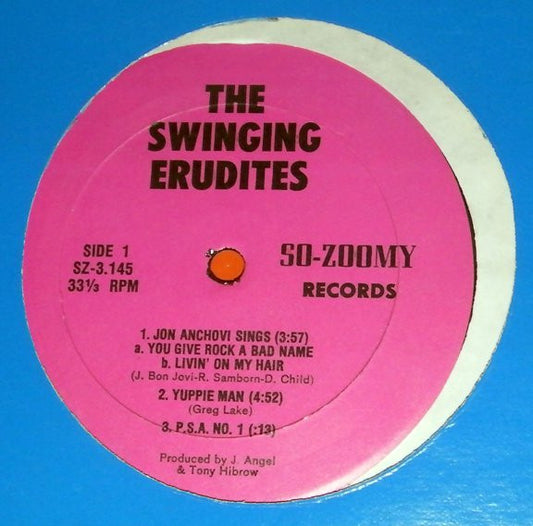 THE
SWINGING
ERUDITES
SIDE 1
SZ-3.145
33⅓ RPM
SO-ZOOMY
RECORDS
1. JON ANCHOVI SINGS (3:57)
a. YOU GIVE ROCK A BAD NAME
b. LIVIN' ON MY HAIR
(J. Bon Jovi-R. Samborn-D. Child)
2. YUPPIE MAN (4:52)
(Greg Lake)
3. P.S.A. NO. 1 (:13)
Produced by J. Angel
& Tony Hibrow